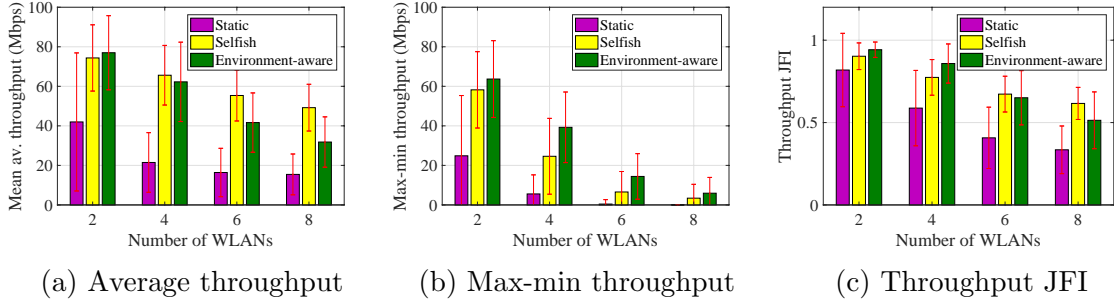 100
80
60
40
20
0
Mean av. throughput (Mbps)
Static
Selfish
Environment-aware
2 4 6 8
Number of WLANs
(a) Average throughput
100
80
60
40
20
0
Max-min throughput (Mbps)
Static
Selfish
Environment-aware
2 4 6 8
Number of WLANs
(b) Max-min throughput
1
0.5
0
Throughput JFI
Static
Selfish
Environment-aware
2 4 6 8
Number of WLANs
(c) Throughput JFI